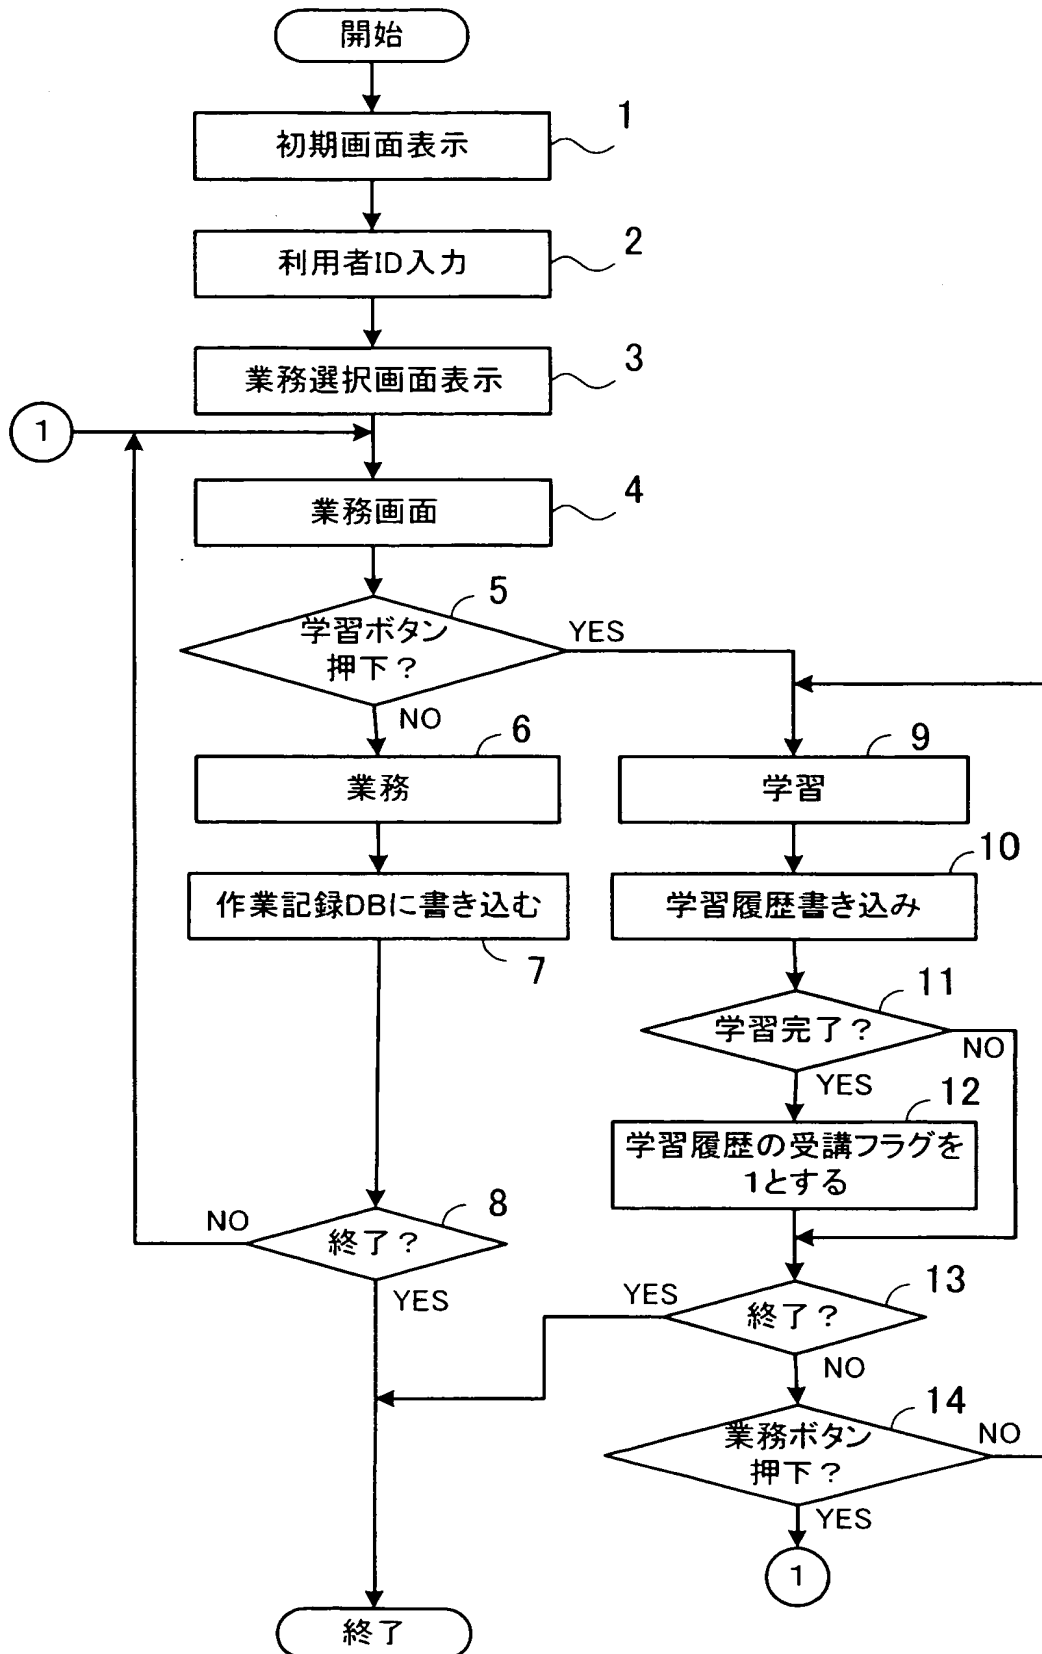 開始
1
初期画面表示
2
利用者ID入力
3
業務選択画面表示
1
4
業務画面
5
学習ボタン
押下?
YES
NO
6
業務
9
学習
作業記録DBに書き込む
7
10
学習履歴書き込み
11
学習完了?
NO
YES
12
学習履歴の受講フラグを
1とする
8
NO
終了?
YES
13
YES
終了?
NO
14
業務ボタン
押下?
NO
YES
1
終了